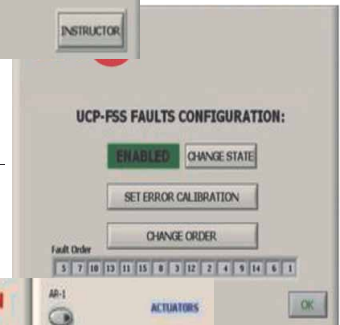 INSTRUCTOR
UCP-FSS FAULTS CONFIGURATION:
ENABLED CHANGE STATE
SET ERROR CALIBRATION
CHANGE ORDER
Fault Order
5 7 10 13 11 15 8 3 12 2 4 9 14 6 1
AR-1
ACTUATORS
OK